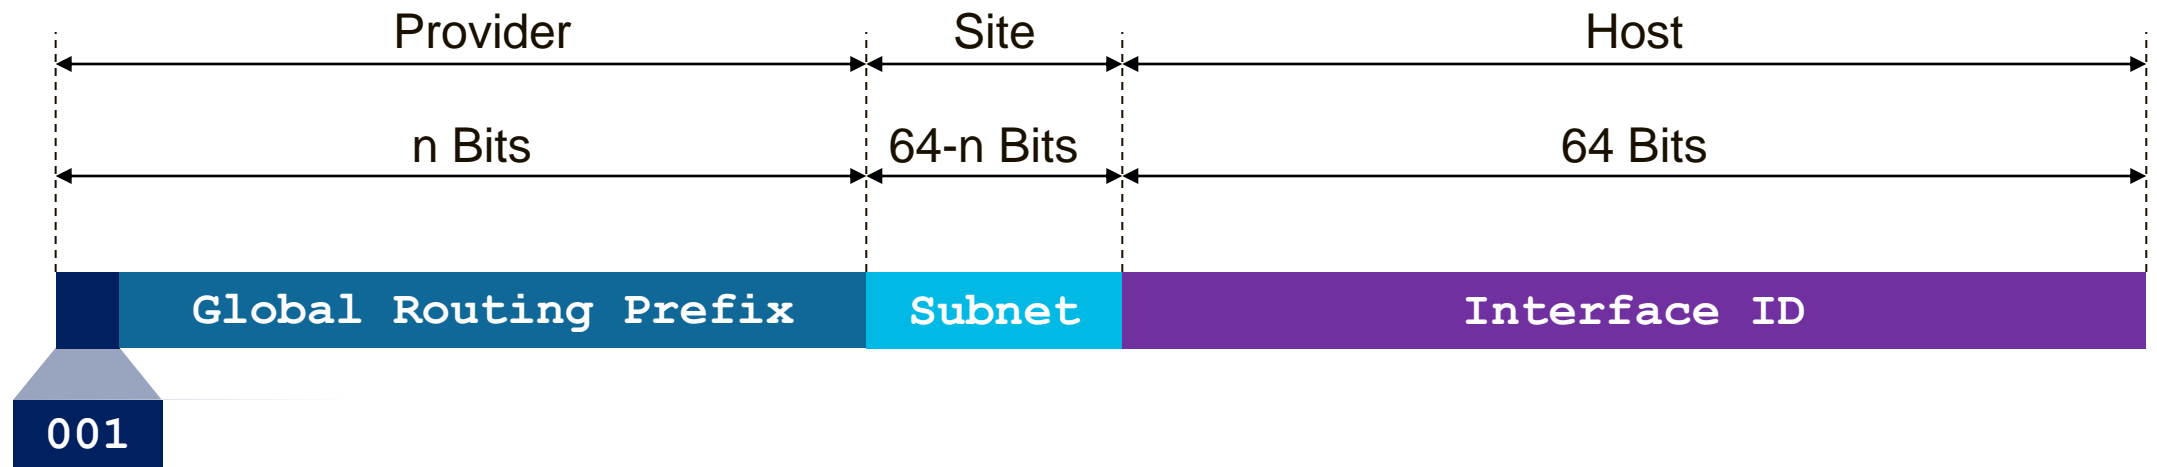 Provider Site Host
n Bits 64-n Bits 64 Bits
Global Routing Prefix Subnet Interface ID
001